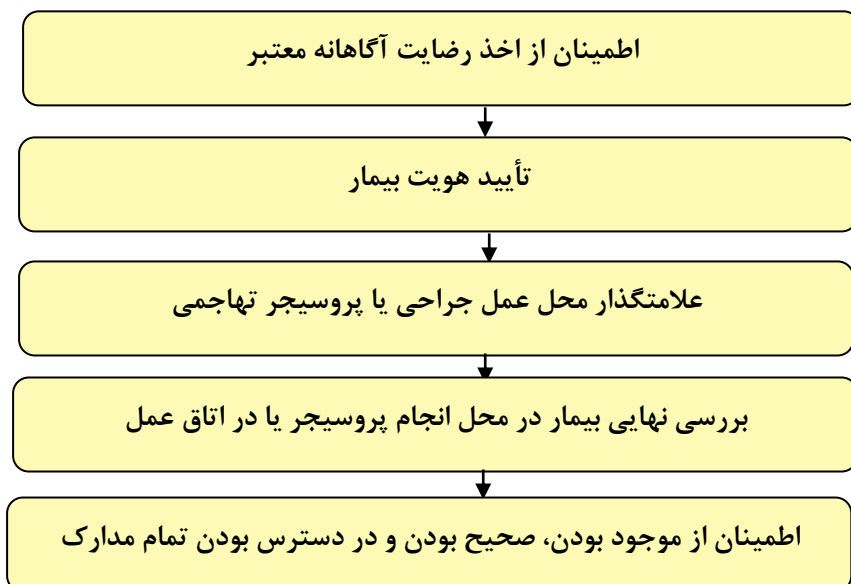 اطمینان از اخذ رضایت آگاهانه معتبر
تأیید هویت بیمار
علامتگذار محل عمل جراحی یا پروسیجر تهاجمی
بررسی نهایی بیمار در محل انجام پروسیجر یا در اتاق عمل
اطمینان از موجود بودن، صحیح بودن و در دسترس بودن تمام مدارک